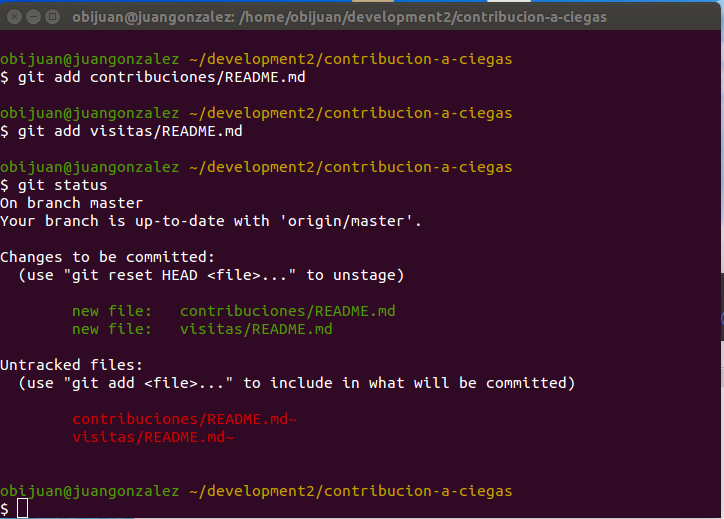 obijuan@juangonzalez: /home/obijuan/development2/contribucion-a-ciegas
obijuan@juangonzalez ~/development2/contribucion-a-ciegas
$ git add contribuciones/README.md
obijuan@juangonzalez ~/development2/contribucion-a-ciegas
$ git add visitas/README.md
obijuan@juangonzalez ~/development2/contribucion-a-ciegas
$ git status
On branch master
Your branch is up-to-date with 'origin/master'.
Changes to be committed:
  (use "git reset HEAD <file>..." to unstage)
        new file:   contribuciones/README.md
        new file:   visitas/README.md
Untracked files:
  (use "git add <file>..." to include in what will be committed)
        contribuciones/README.md~
        visitas/README.md~
obijuan@juangonzalez ~/development2/contribucion-a-ciegas
$